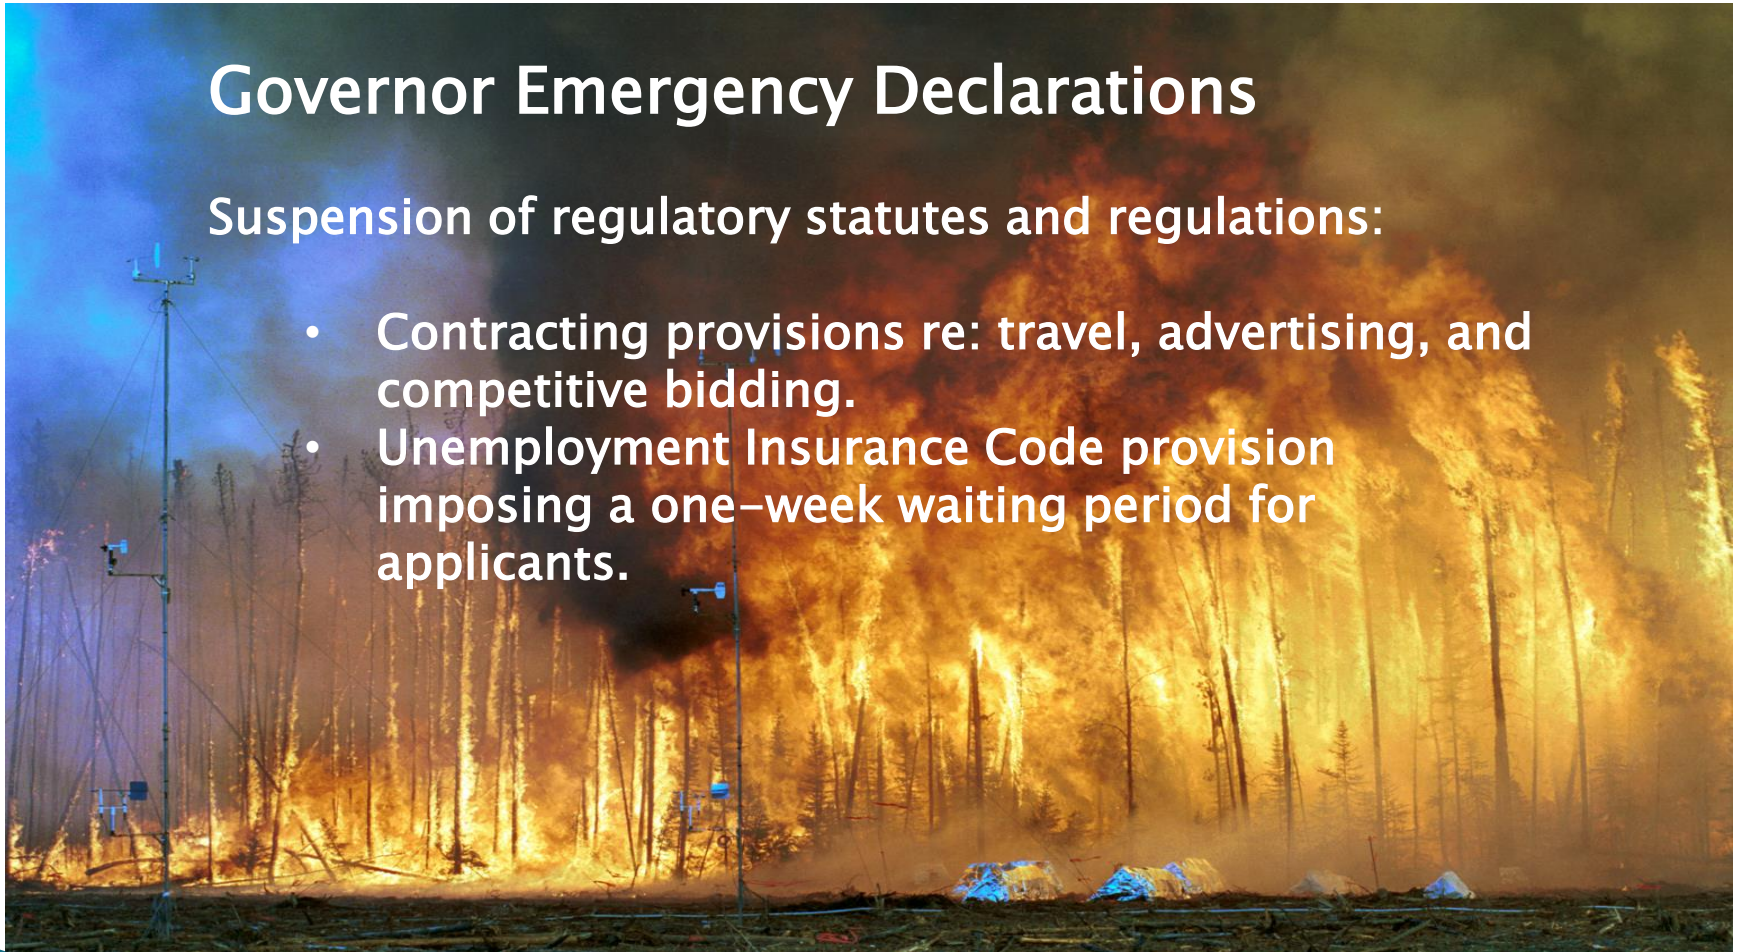 Governor Emergency Declarations
Suspension of regulatory statutes and regulations:
• Contracting provisions re: travel, advertising, and
competitive bidding.
• Unemployment Insurance Code provision
imposing a one-week waiting period for
applicants.